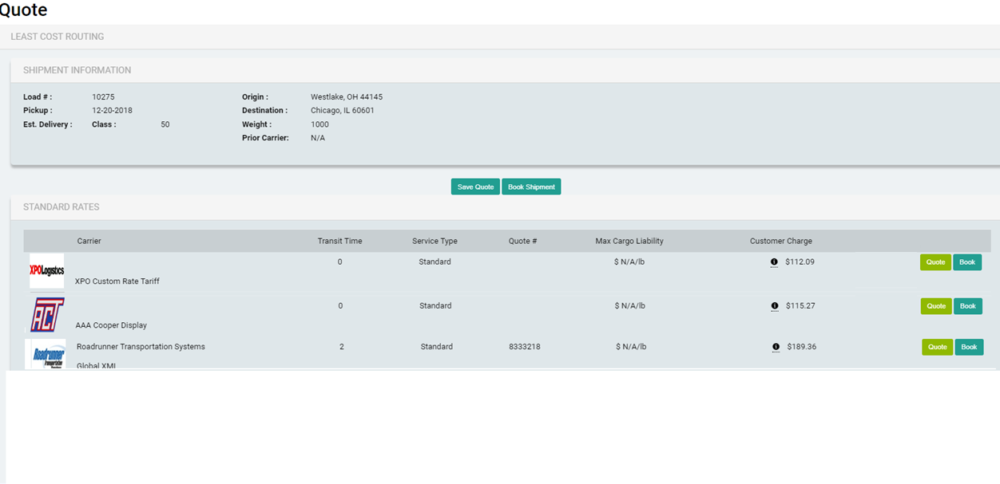 Quote
LEAST COST ROUTING
SHIPMENT INFORMATION
Load # : 10275 Origin : Westlake, OH 44145
Pickup : 12-20-2018 Destination : Chicago, IL 60601
Est. Delivery : Class : 50 Weight : 1000
Prior Carrier: N/A
Save Quote Book Shipment
STANDARD RATES
Carrier Transit Time Service Type Quote # Max Cargo Liability Customer Charge
XPOLogistics 0 Standard $ N/A/lb $112.09 Quote Book
XPO Custom Rate Tariff
ACT 0 Standard $ N/A/lb $115.27 Quote Book
AAA Cooper Display
Roadrunner Transportation Systems 2 Standard 8333218 $ N/A/lb $189.36 Quote Book
Roadrunner
Transportation
Global XML